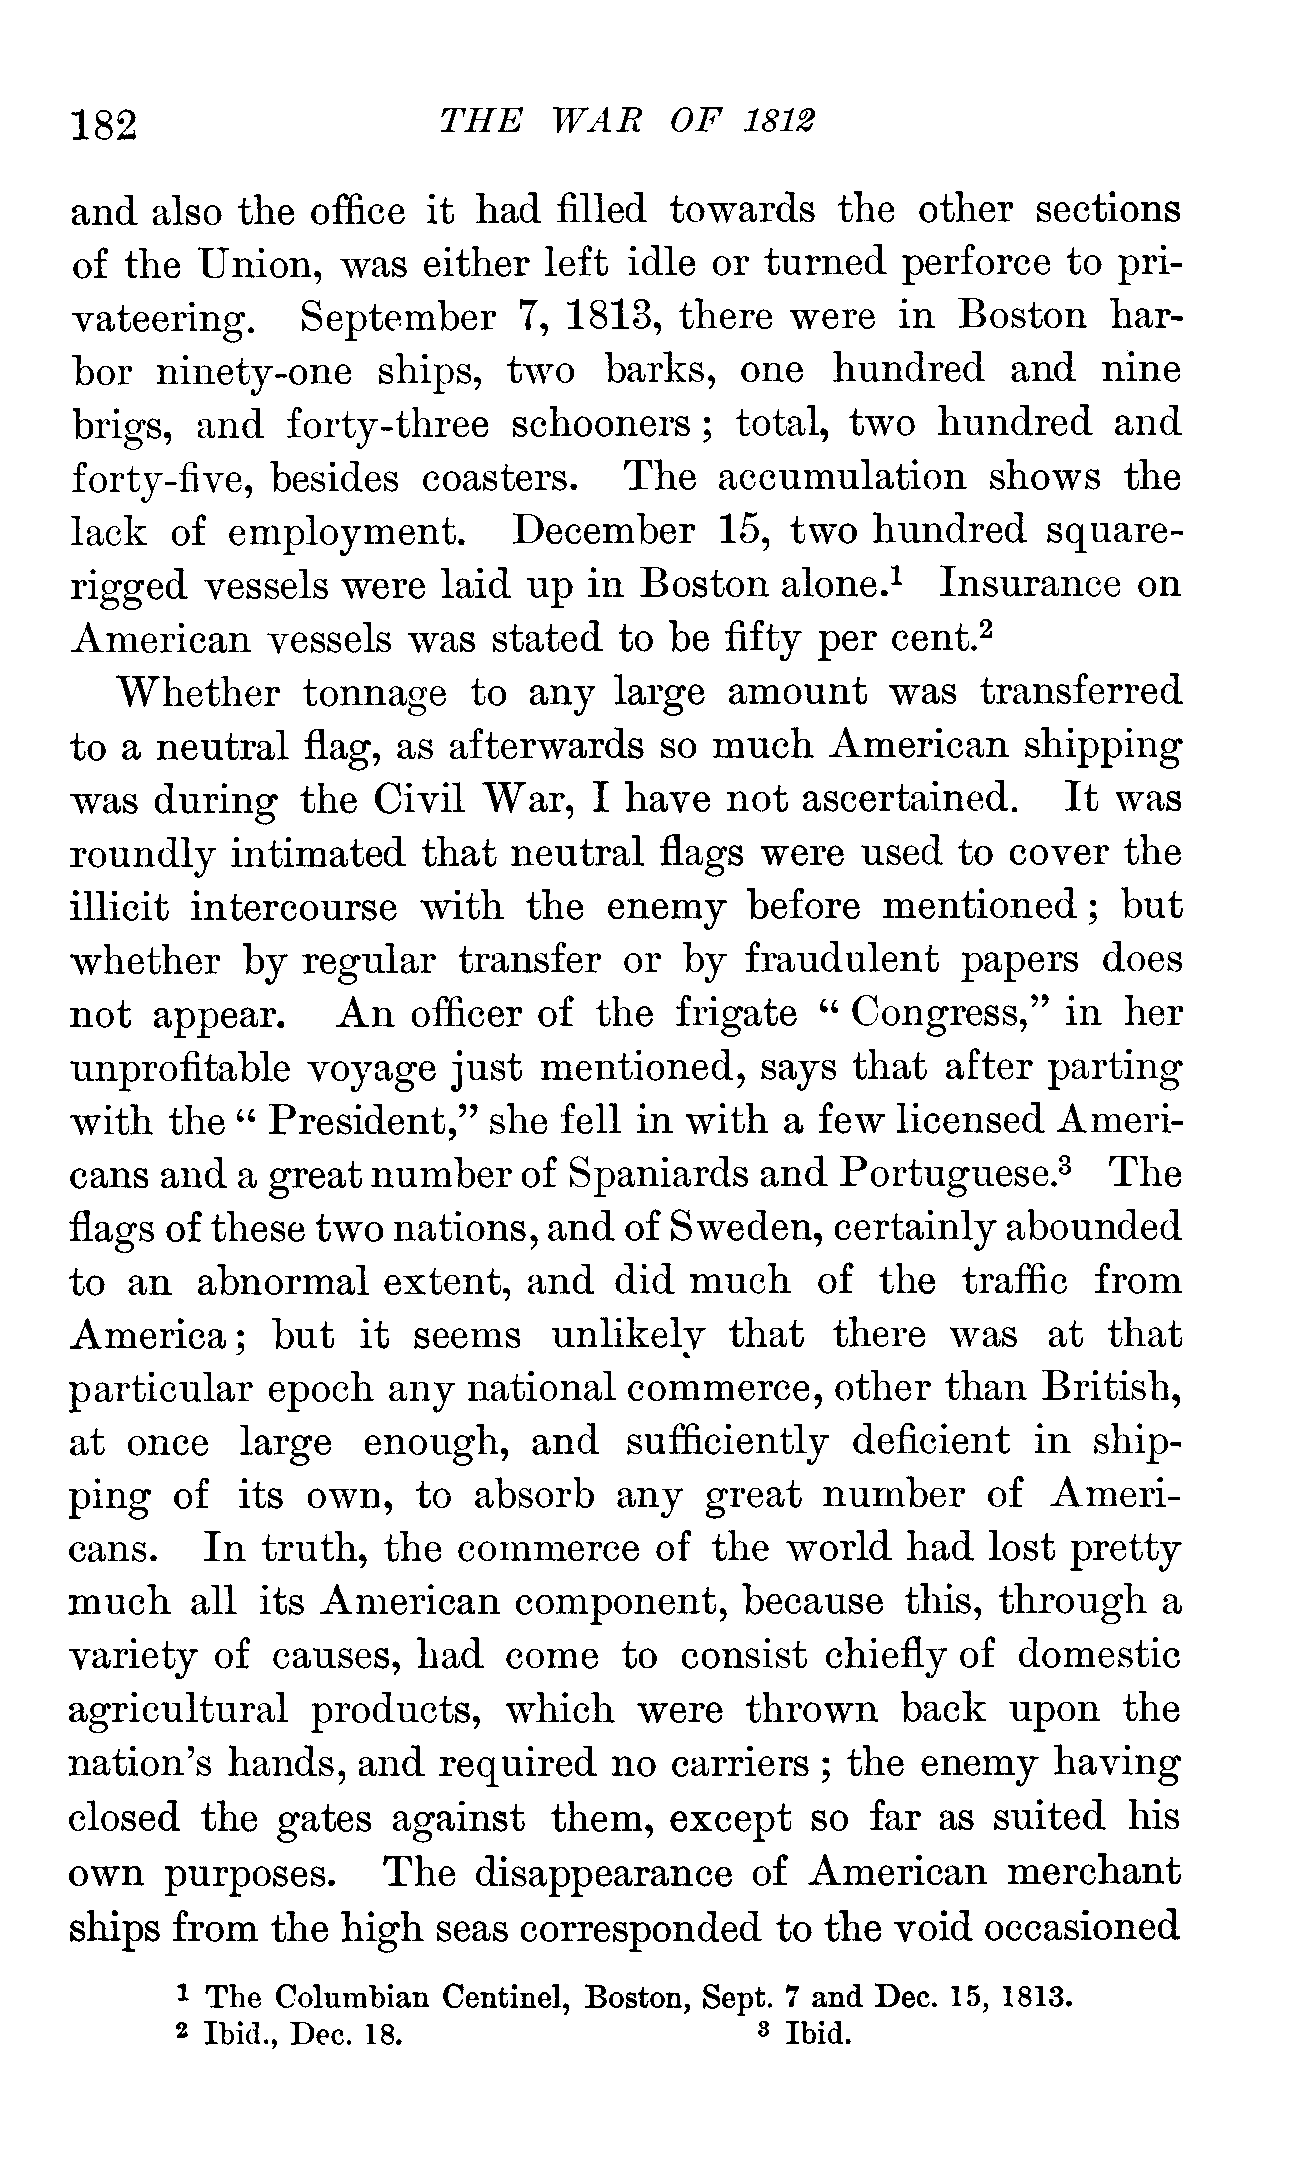 182 THE WAR OF 1812
and also the office it had filled towards the other sections
of the Union, was either left idle or turned perforce to pri-
vateering. September 7, 1813, there were in Boston har-
bor ninety-one ships, two barks, one hundred and nine
brigs, and forty-three schooners; total, two hundred and
forty-five, besides coasters. The accumulation shows the
lack of employment. December 15, two hundred square-
rigged vessels were laid up in Boston alone.¹ Insurance on
American vessels was stated to be fifty per cent.²
Whether tonnage to any large amount was transferred
to a neutral flag, as afterwards so much American shipping
was during the Civil War, I have not ascertained. It was
roundly intimated that neutral flags were used to cover the
illicit intercourse with the enemy before mentioned; but
whether by regular transfer or by fraudulent papers does
not appear. An officer of the frigate "Congress," in her
unprofitable voyage just mentioned, says that after parting
with the "President," she fell in with a few licensed Ameri-
cans and a great number of Spaniards and Portuguese.³ The
flags of these two nations, and of Sweden, certainly abounded
to an abnormal extent, and did much of the traffic from
America; but it seems unlikely that there was at that
particular epoch any national commerce, other than British,
at once large enough, and sufficiently deficient in ship-
ping of its own, to absorb any great number of Ameri-
cans. In truth, the commerce of the world had lost pretty
much all its American component, because this, through a
variety of causes, had come to consist chiefly of domestic
agricultural products, which were thrown back upon the
nation's hands, and required no carriers; the enemy having
closed the gates against them, except so far as suited his
own purposes. The disappearance of American merchant
ships from the high seas corresponded to the void occasioned
¹ The Columbian Centinel, Boston, Sept. 7 and Dec. 15, 1813.
² Ibid., Dec. 18. ³ Ibid.